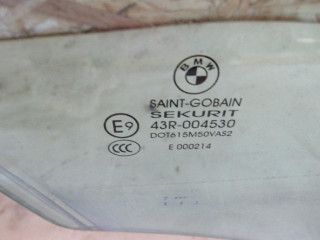 BMW
SAINT-GOBAIN
SEKURIT
E9 43R-004530
DOT615M50VAS2
CCC E 000214